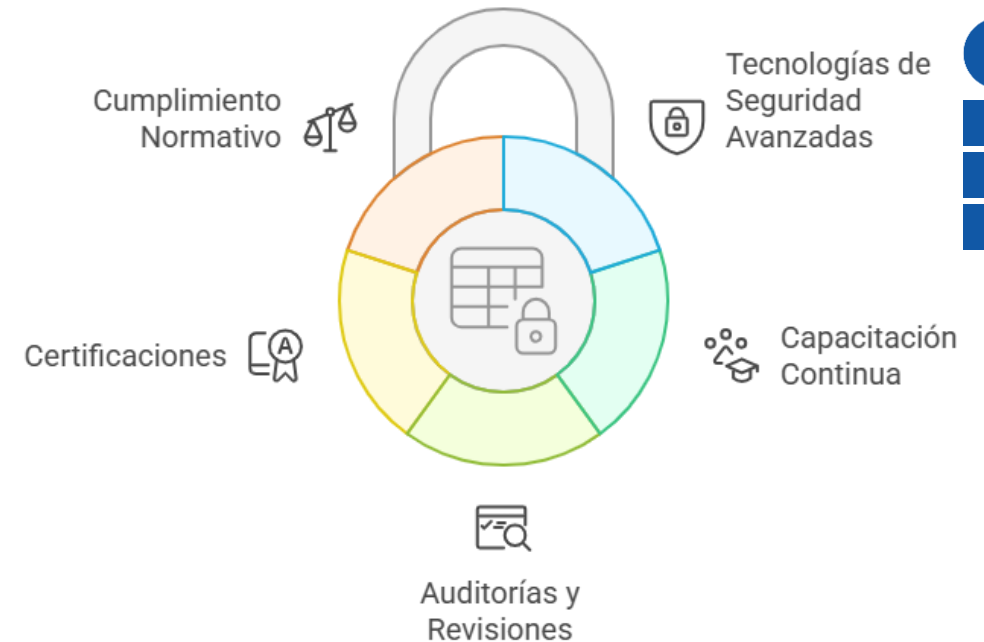 Cumplimiento
Normativo
Tecnologías de
Seguridad
Avanzadas
Certificaciones
A
Capacitación
Continua
Auditorías y
Revisiones